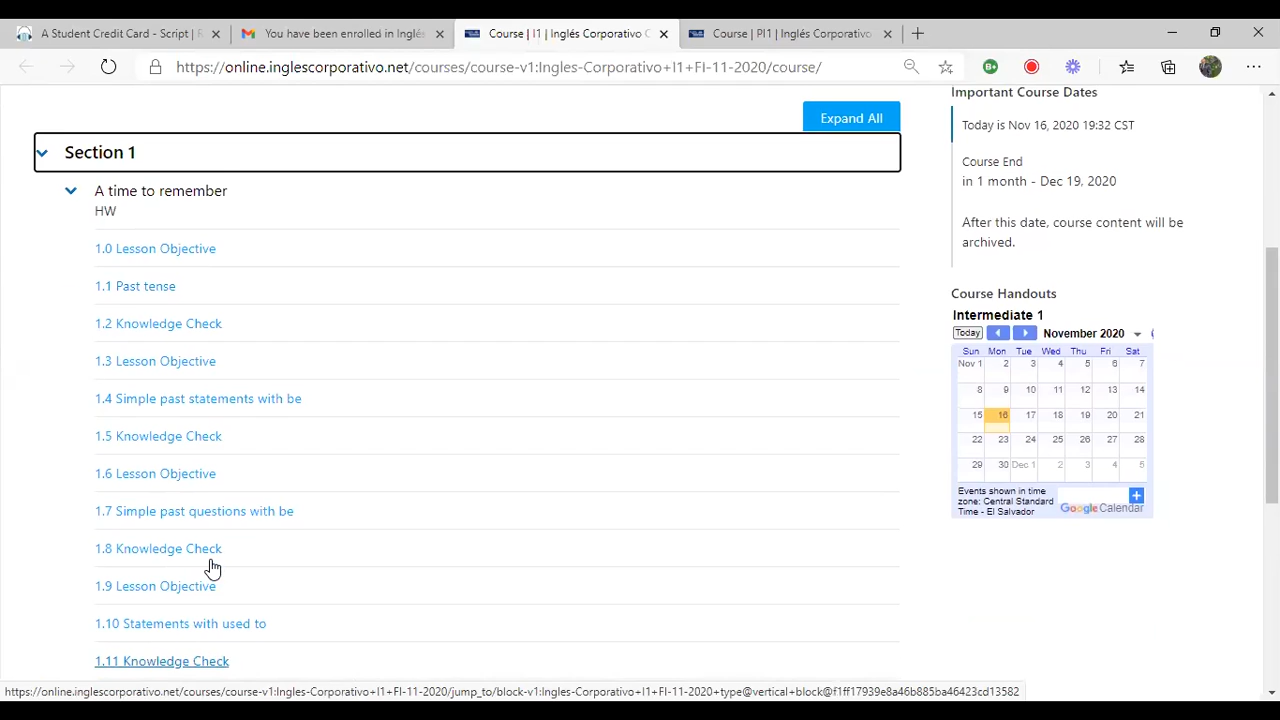 A Student Credit Card - Script | R
You have been enrolled in Inglés
Course | I1 | Inglés Corporativo C
Course | PI1 | Inglés Corporativo
https://online.inglescorporativo.net/courses/course-v1:Ingles-Corporativo+I1+FI-11-2020/course/
Expand All
Section 1
A time to remember
HW
1.0 Lesson Objective
1.1 Past tense
1.2 Knowledge Check
1.3 Lesson Objective
1.4 Simple past statements with be
1.5 Knowledge Check
1.6 Lesson Objective
1.7 Simple past questions with be
1.8 Knowledge Check
1.9 Lesson Objective
1.10 Statements with used to
1.11 Knowledge Check
Important Course Dates
Today is Nov 16, 2020 19:32 CST
Course End
in 1 month - Dec 19, 2020
After this date, course content will be
archived.
Course Handouts
Intermediate 1
Today November 2020
Sun Mon Tue Wed Thu Fri Sat
Nov 1 2 3 4 5 6 7
8 9 10 11 12 13 14
15 16 17 18 19 20 21
22 23 24 25 26 27 28
29 30 Dec 1 2 3 4 5
Events shown in time
zone: Central Standard
Time - El Salvador
Google Calendar
https://online.inglescorporativo.net/courses/course-v1:Ingles-Corporativo+I1+FI-11-2020/jump_to/block-v1:Ingles-Corporativo+I1+FI-11-2020+type@vertical+block@f1ff17939e8a46b885ba46423cd13582